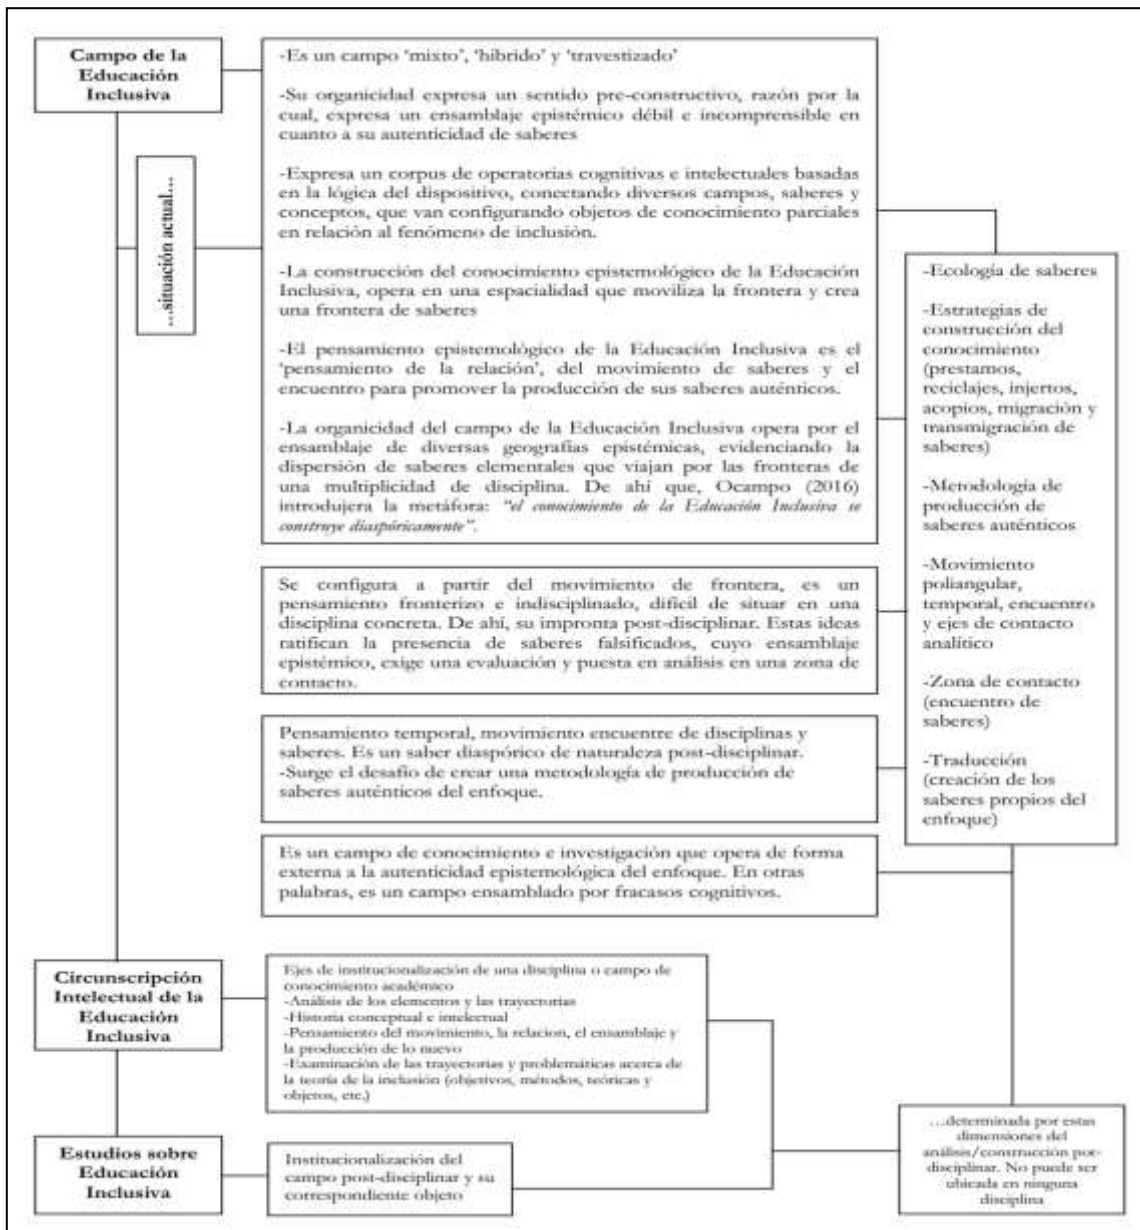 Campo de la
Educación
Inclusiva
-Es un campo ‘mixto’, ‘híbrido’ y ‘travestizado’
-Su organicidad expresa un sentido pre-constructivo, razón por la
cual, expresa un ensamblaje epistémico débil e incomprensible en
cuanto a su autenticidad de saberes
-Expresa un corpus de operatorias cognitivas e intelectuales basadas
en la lógica del dispositivo, conectando diversos campos, saberes y
conceptos, que van configurando objetos de conocimiento parciales
en relación al fenómeno de inclusión.
-La construcción del conocimiento epistemológico de la Educación
Inclusiva, opera en una espacialidad que moviliza la frontera y crea
una frontera de saberes
-El pensamiento epistemológico de la Educación Inclusiva es el
‘pensamiento de la relación’, del movimiento de saberes y el
encuentro para promover la producción de sus saberes auténticos.
-La organicidad del campo de la Educación Inclusiva opera por el
ensamblaje de diversas geografías epistémicas, evidenciando la
dispersión de saberes elementales que viajan por las fronteras de
una multiplicidad de disciplina. De ahí que, Ocampo (2016)
introdujera la metáfora: “el conocimiento de la Educación Inclusiva se
construye diaspóricamente”.
...situación actual...
Se configura a partir del movimiento de frontera, es un
pensamiento fronterizo e indisciplinado, difícil de situar en una
disciplina concreta. De ahí, su impronta post-disciplinar. Estas ideas
ratifican la presencia de saberes falsificados, cuyo ensamblaje
epistémico, exige una evaluación y puesta en análisis en una zona de
contacto.
Pensamiento temporal, movimiento encuentre de disciplinas y
saberes. Es un saber diaspórico de naturaleza post-disciplinar.
-Surge el desafío de crear una metodología de producción de
saberes auténticos del enfoque.
Es un campo de conocimiento e investigación que opera de forma
externa a la autenticidad epistemológica del enfoque. En otras
palabras, es un campo ensamblado por fracasos cognitivos.
-Ecología de saberes
-Estrategias de
construcción del
conocimiento
(prestamos,
reciclajes, injertos,
acopios, migración y
transmigración de
saberes)
-Metodología de
producción de
saberes auténticos
-Movimiento
poliangular,
temporal, encuentro
y ejes de contacto
analítico
-Zona de contacto
(encuentro de
saberes)
-Traducción
(creación de los
saberes propios del
enfoque)
Circunscripción
Intelectual de la
Educación
Inclusiva
Ejes de institucionalización de una disciplina o campo de
conocimiento académico
-Análisis de los elementos y las trayectorias
-Historia conceptual e intelectual
-Pensamiento del movimiento, la relacion, el ensamblaje y
la producción de lo nuevo
-Examinación de las trayectorias y problemáticas acerca de
la teoría de la inclusión (objetivos, métodos, teóricas y
objetos, etc.)
Estudios sobre
Educación
Inclusiva
Institucionalización del
campo post-disciplinar y su
correspondiente objeto
...determinada por estas
dimensiones del
análisis/construcción por-
disciplinar. No puede ser
ubicada en ninguna
disciplina